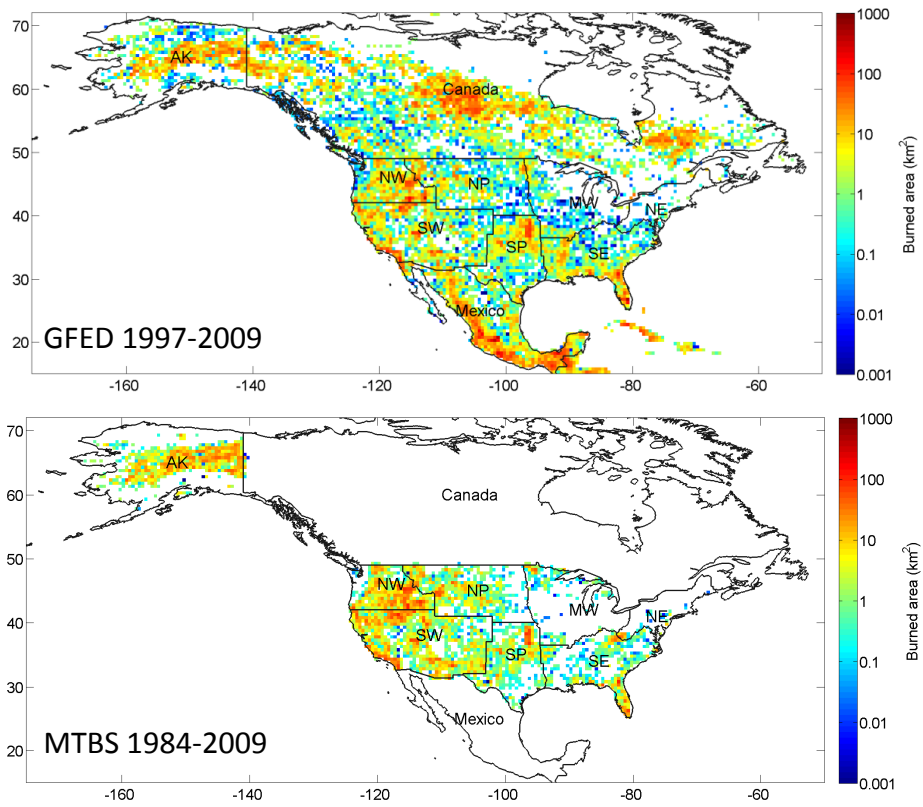 70
60
50
40
30
20
-160
-140
-120
-100
-80
-60
AK
Canada
NW
NP
MW
NE
SW
SP
SE
Mexico
GFED 1997-2009
1000
100
10
1
0.1
0.01
0.001
Burned area (km²)
70
60
50
40
30
20
-160
-140
-120
-100
-80
-60
AK
Canada
NW
NP
MW
NE
SW
SP
SE
Mexico
MTBS 1984-2009
1000
100
10
1
0.1
0.01
0.001
Burned area (km²)